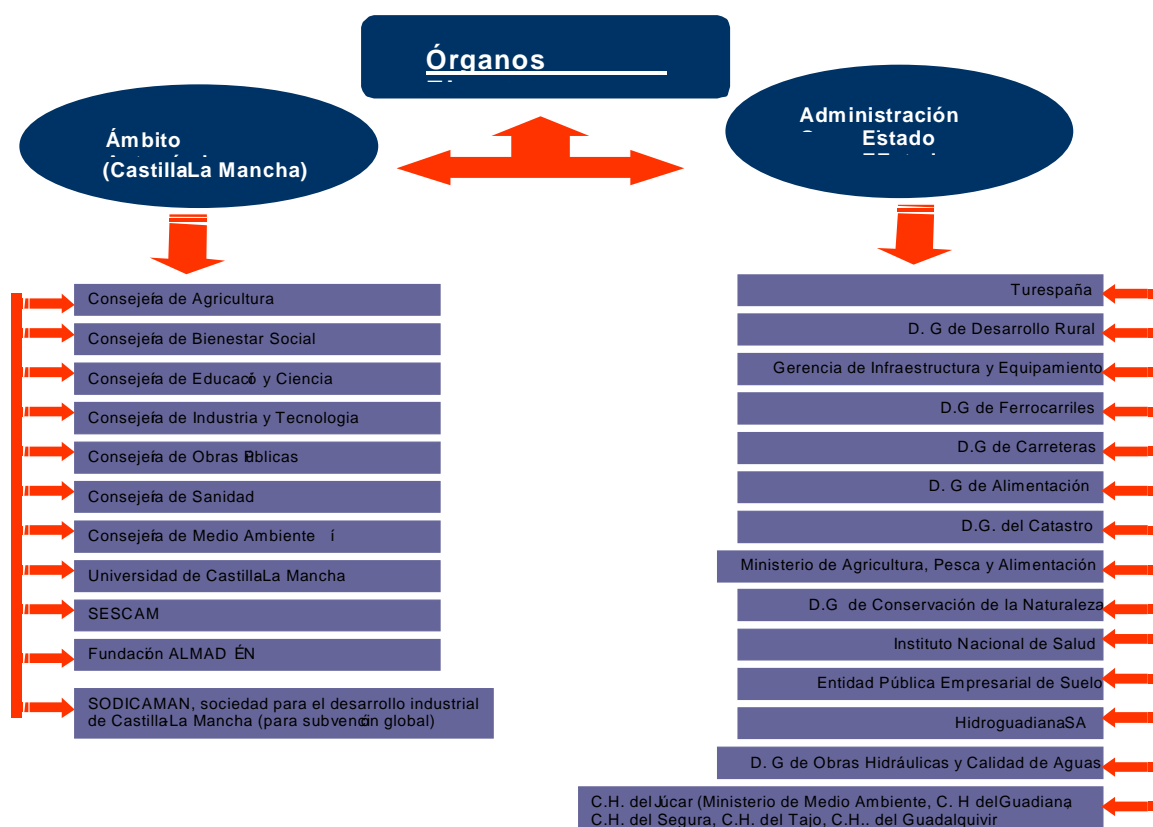 Órganos
Ámbito
(CastillaLa Mancha)
Administración
Estado
Consejería de Agricultura
Consejería de Bienestar Social
Consejería de Educació y Ciencia
Consejería de Industria y Tecnologia
Consejería de Obras Públicas
Consejería de Sanidad
Consejería de Medio Ambiente í
Universidad de CastillaLa Mancha
SESCAM
Fundación ALMAD ÉN
SODICAMAN, sociedad para el desarrollo industrial
de Castilla-La Mancha (para subvención global)
Turespaña
D. G de Desarrollo Rural
Gerencia de Infraestructura y Equipamiento
D.G de Ferrocarriles
D.G de Carreteras
D. G de Alimentación
D.G. del Catastro
Ministerio de Agricultura, Pesca y Alimentación
D.G de Conservación de la Naturaleza
Instituto Nacional de Salud
Entidad Pública Empresarial de Suelo
HidroguadianaSA
D. G de Obras Hidráulicas y Calidad de Aguas
C.H. del Júcar (Ministerio de Medio Ambiente, C. H delGuadiana,
C.H. del Segura, C.H. del Tajo, C.H.. del Guadalquivir